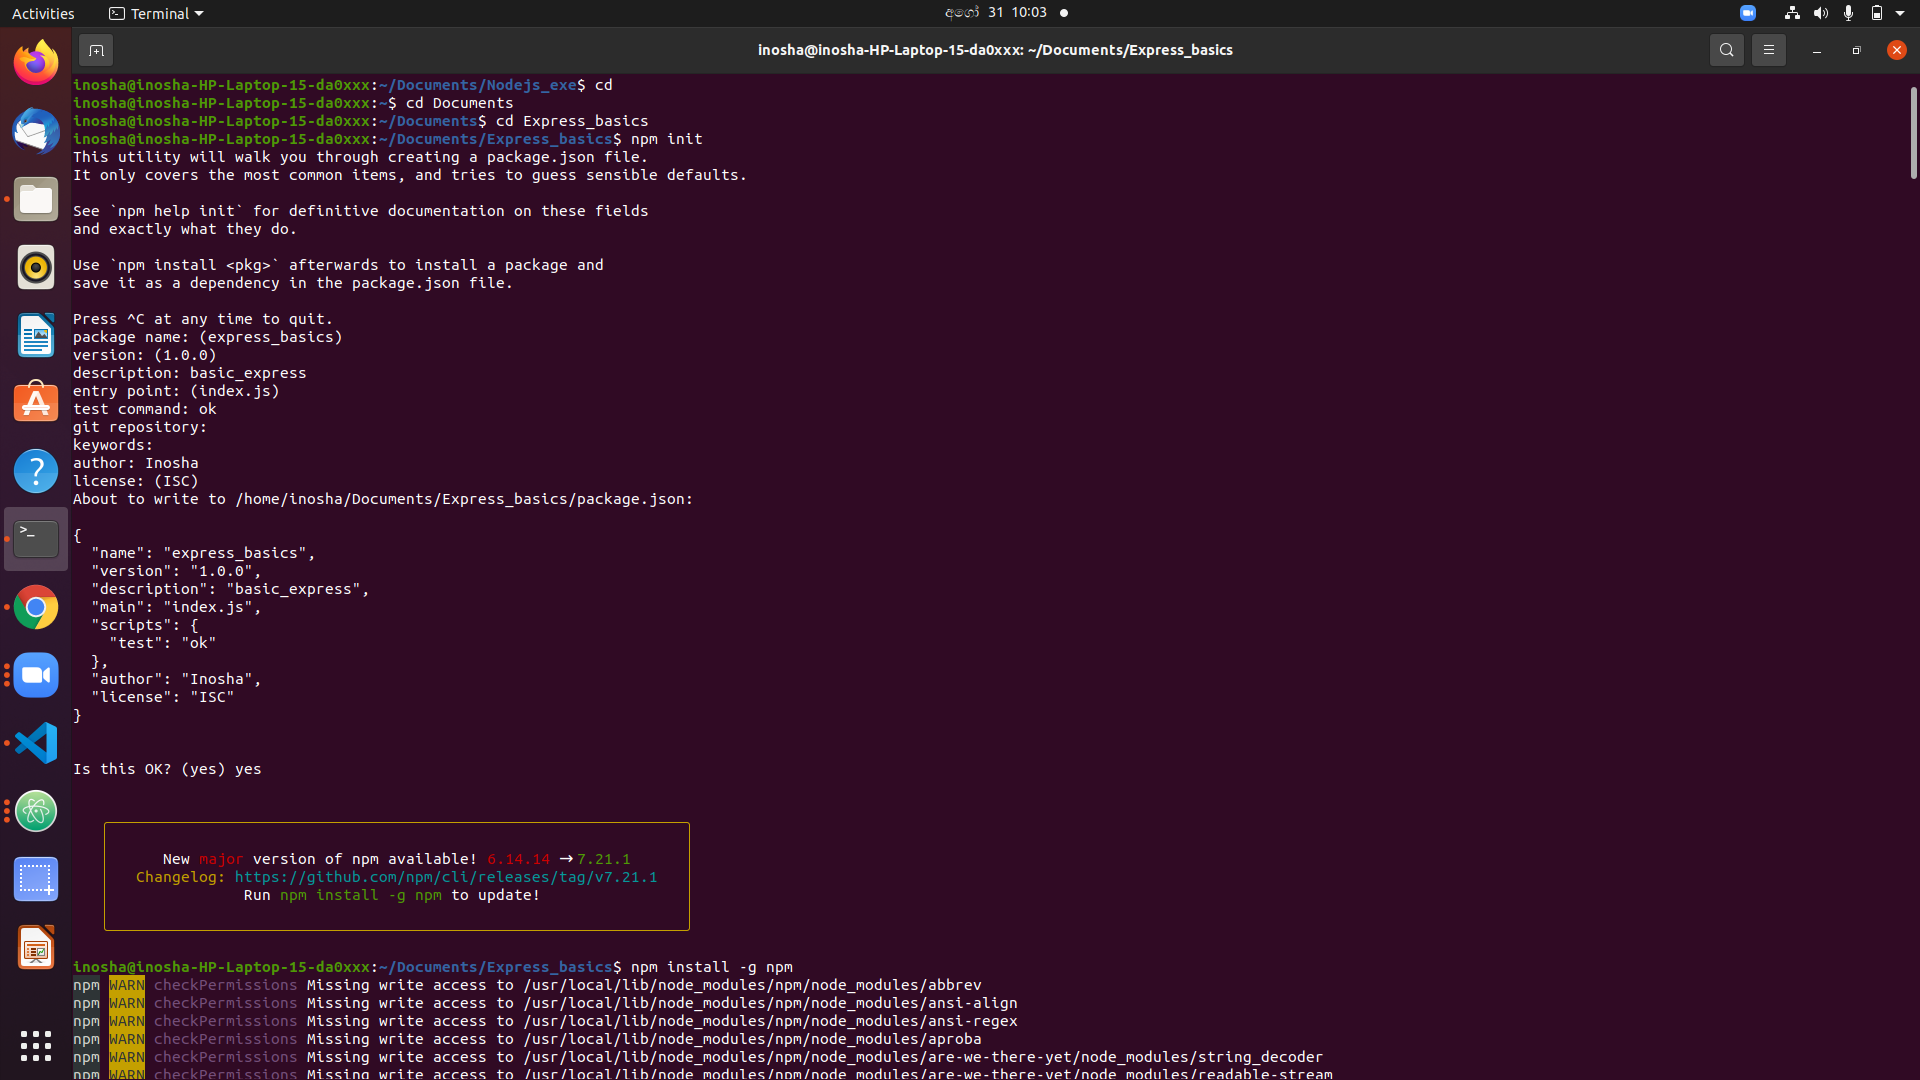 Activities
Terminal
අගෝ 31 10:03
inosha@inosha-HP-Laptop-15-da0xxx: ~/Documents/Express_basics
inosha@inosha-HP-Laptop-15-da0xxx:~/Documents/Nodejs_exe$ cd
inosha@inosha-HP-Laptop-15-da0xxx:~$ cd Documents
inosha@inosha-HP-Laptop-15-da0xxx:~/Documents$ cd Express_basics
inosha@inosha-HP-Laptop-15-da0xxx:~/Documents/Express_basics$ npm init
This utility will walk you through creating a package.json file.
It only covers the most common items, and tries to guess sensible defaults.
See `npm help init` for definitive documentation on these fields
and exactly what they do.
Use `npm install <pkg>` afterwards to install a package and
save it as a dependency in the package.json file.
Press ^C at any time to quit.
package name: (express_basics)
version: (1.0.0)
description: basic_express
entry point: (index.js)
test command: ok
git repository:
keywords:
author: Inosha
license: (ISC)
About to write to /home/inosha/Documents/Express_basics/package.json:
{
  "name": "express_basics",
  "version": "1.0.0",
  "description": "basic_express",
  "main": "index.js",
  "scripts": {
    "test": "ok"
  },
  "author": "Inosha",
  "license": "ISC"
}
Is this OK? (yes) yes
New major version of npm available! 6.14.14 → 7.21.1
Changelog: https://github.com/npm/cli/releases/tag/v7.21.1
Run npm install -g npm to update!
inosha@inosha-HP-Laptop-15-da0xxx:~/Documents/Express_basics$ npm install -g npm
npm WARN checkPermissions Missing write access to /usr/local/lib/node_modules/npm/node_modules/abbrev
npm WARN checkPermissions Missing write access to /usr/local/lib/node_modules/npm/node_modules/ansi-align
npm WARN checkPermissions Missing write access to /usr/local/lib/node_modules/npm/node_modules/ansi-regex
npm WARN checkPermissions Missing write access to /usr/local/lib/node_modules/npm/node_modules/aproba
npm WARN checkPermissions Missing write access to /usr/local/lib/node_modules/npm/node_modules/are-we-there-yet/node_modules/string_decoder
npm WARN checkPermissions Missing write access to /usr/local/lib/node_modules/npm/node_modules/are-we-there-yet/node_modules/readable-stream